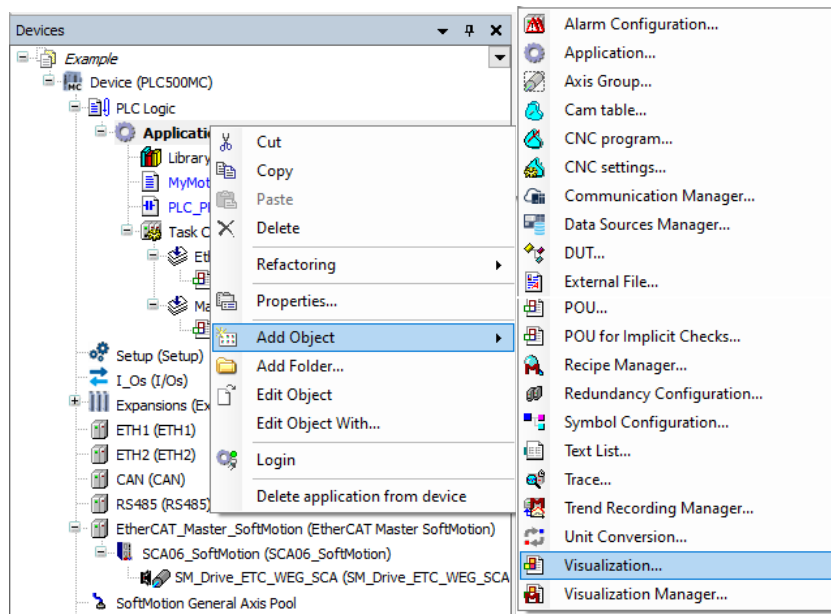 Devices
Example
Device (PLC500MC)
PLC Logic
Library
Task C
Setup (Setup)
I_Os (I/Os)
Expansions (Ex
ETH1 (ETH1)
ETH2 (ETH2)
CAN (CAN)
RS485 (RS485)
EtherCAT_Master_SoftMotion (EtherCAT Master SoftMotion)
SCA06_SoftMotion (SCA06_SoftMotion)
SM_Drive_ETC_WEG_SCA (SM_Drive_ETC_WEG_SCA
SoftMotion General Axis Pool
Cut
Copy
Paste
Delete
Refactoring
Properties...
Add Object
Add Folder...
Edit Object
Edit Object With...
Login
Delete application from device
Alarm Configuration...
Application...
Axis Group...
Cam table...
CNC program...
CNC settings...
Communication Manager...
Data Sources Manager...
DUT...
External File...
POU...
POU for Implicit Checks...
Recipe Manager...
Redundancy Configuration...
Symbol Configuration...
Text List...
Trace...
Trend Recording Manager...
Unit Conversion...
Visualization...
Visualization Manager...